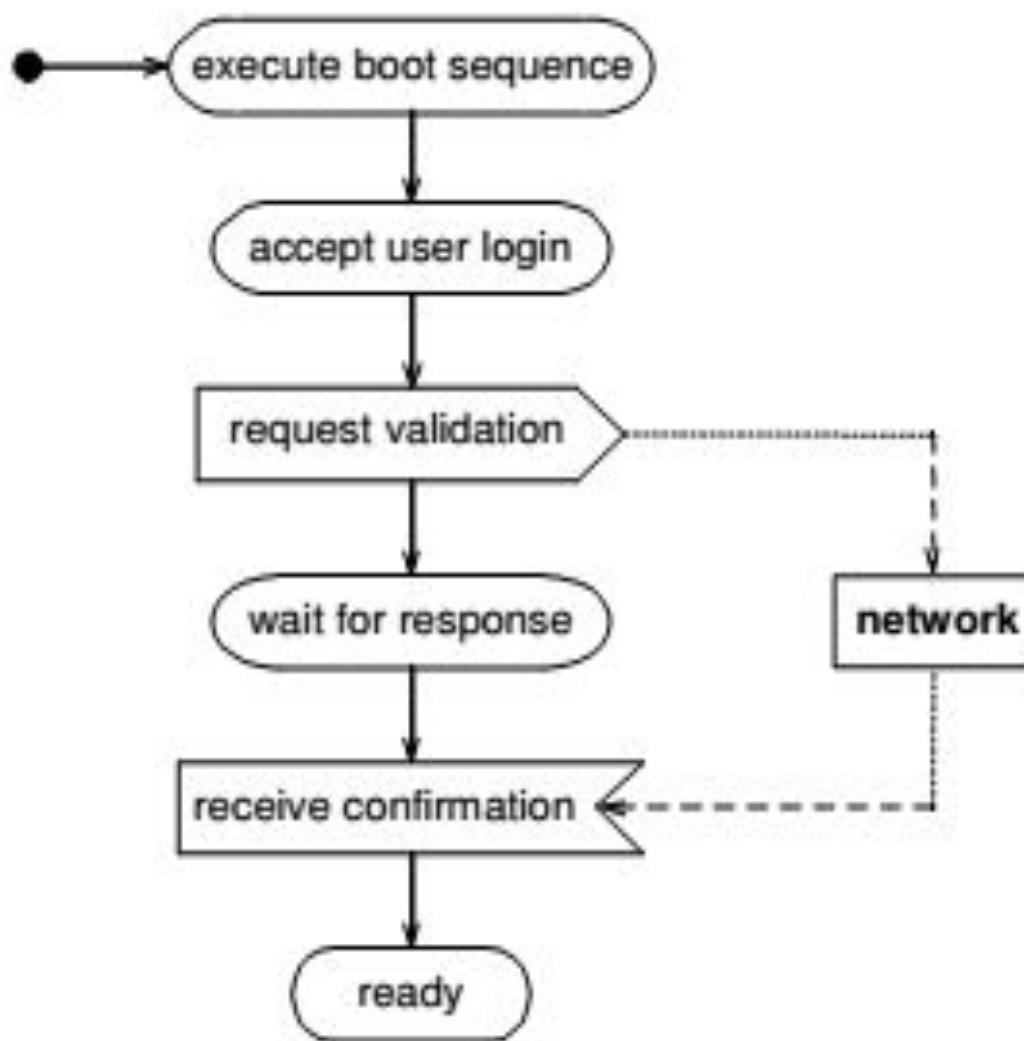 execute boot sequence
accept user login
request validation
wait for response
network
receive confirmation
ready